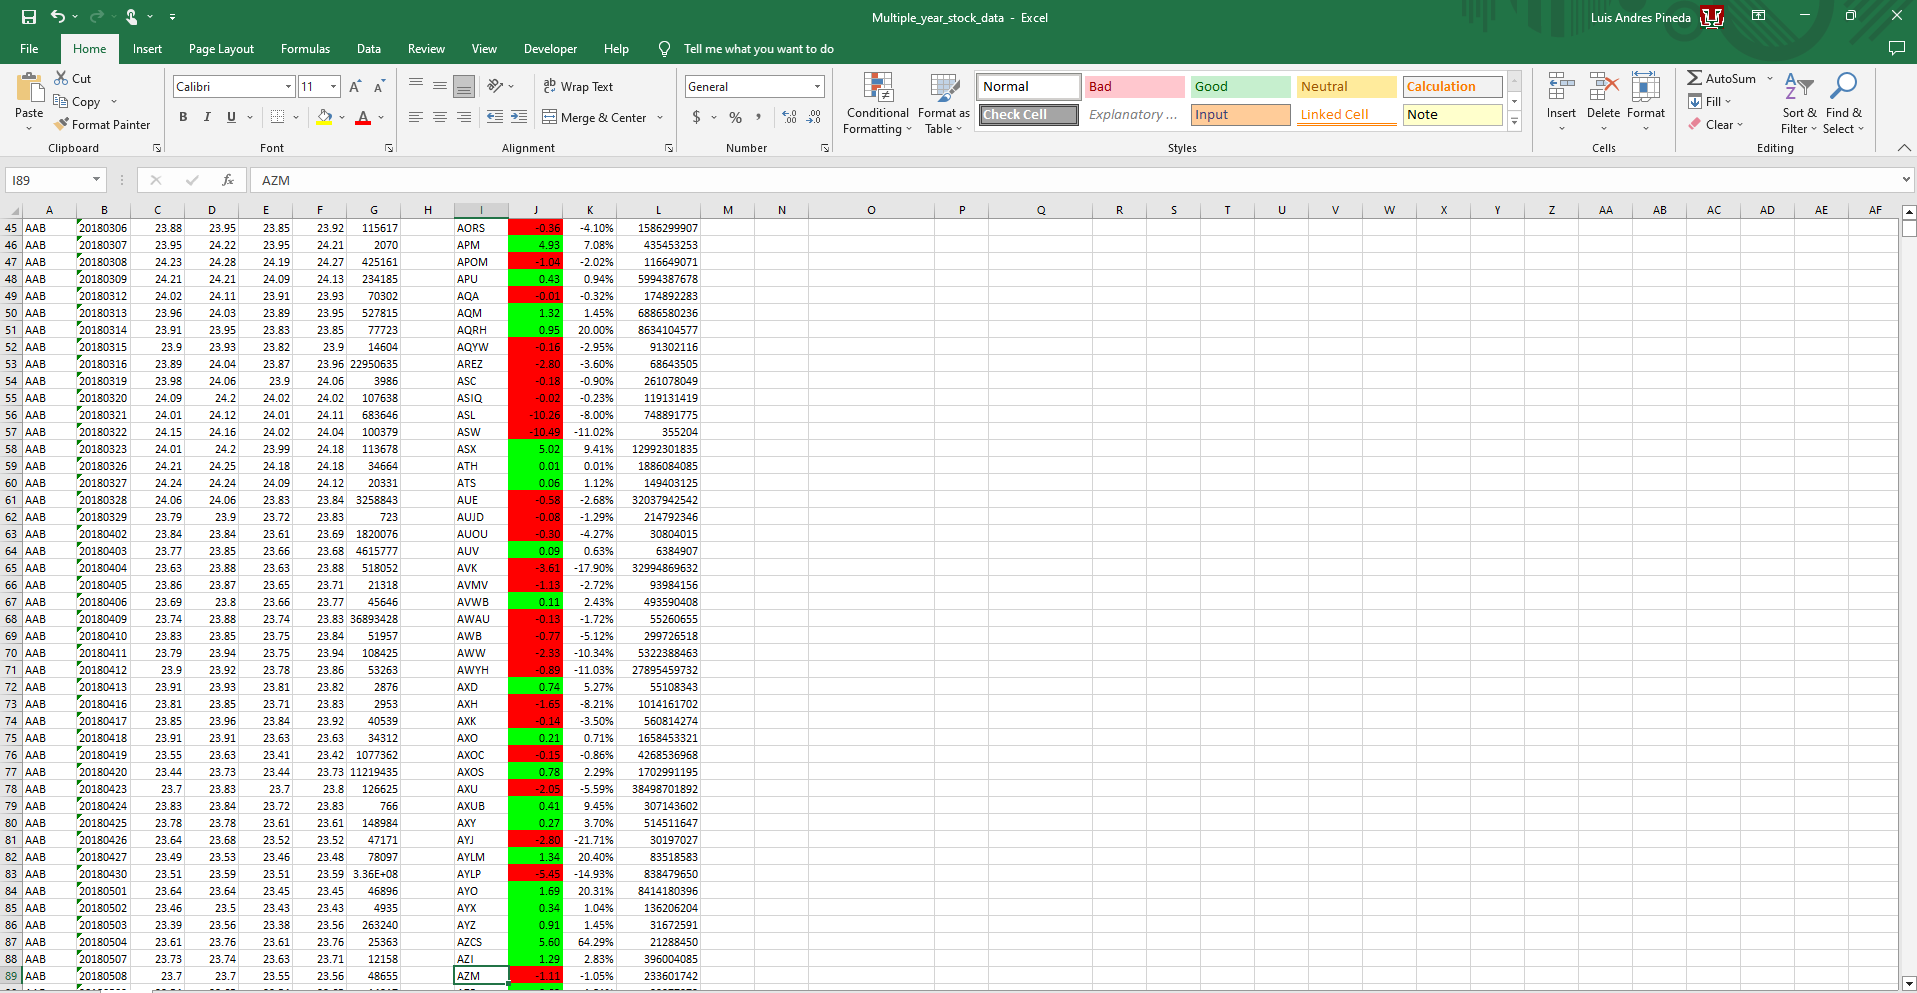 Multiple_year_stock_data - Excel
Luis Andres Pineda
File Home Insert Page Layout Formulas Data Review View Developer Help Tell me what you want to do
Paste Cut Copy Format Painter Clipboard
Calibri 11 B I U Font
Wrap Text Merge & Center Alignment
General $ % Number
Conditional Formatting Format as Table
Normal Bad Good Neutral Calculation
Check Cell Explanatory ... Input Linked Cell Note
Styles
Insert Delete Format Cells
AutoSum Fill Clear Sort & Filter Find & Select Editing
I89 fx AZM
A B C D E F G H I J K L M N O P Q R S T U V W X Y Z AA AB AC AD AE AF
45 AAB 20180306 23.88 23.95 23.85 23.92 115617 AORS -0.36 -4.10% 1586299907
46 AAB 20180307 23.95 24.22 23.95 24.21 2070 APM 4.93 7.08% 435453253
47 AAB 20180308 24.23 24.28 24.19 24.27 425161 APOM -1.04 -2.02% 116649071
48 AAB 20180309 24.21 24.21 24.09 24.13 234185 APU 0.43 0.94% 5994387678
49 AAB 20180312 24.02 24.11 23.91 23.93 70302 AQA -0.01 -0.32% 174892283
50 AAB 20180313 23.96 24.03 23.89 23.95 527815 AQM 1.32 1.45% 6886580236
51 AAB 20180314 23.91 23.95 23.83 23.85 77723 AQRH 0.95 20.00% 8634104577
52 AAB 20180315 23.9 23.93 23.82 23.9 14604 AQYW -0.16 -2.95% 91302116
53 AAB 20180316 23.89 24.04 23.87 23.96 22950635 AREZ -2.80 -3.60% 68643505
54 AAB 20180319 23.98 24.06 23.9 24.06 3986 ASC -0.18 -0.90% 261078049
55 AAB 20180320 24.09 24.2 24.02 24.02 107638 ASIQ -0.02 -0.23% 119131419
56 AAB 20180321 24.01 24.12 24.01 24.11 683646 ASL -10.26 -8.00% 748891775
57 AAB 20180322 24.15 24.16 24.02 24.04 100379 ASW -10.49 -11.02% 355204
58 AAB 20180323 24.01 24.2 23.99 24.18 113678 ASX 5.02 9.41% 12992301835
59 AAB 20180326 24.21 24.25 24.18 24.18 34664 ATH 0.01 0.01% 1886084085
60 AAB 20180327 24.24 24.24 24.09 24.12 20331 ATS 0.06 1.12% 149403125
61 AAB 20180328 24.06 24.06 23.83 23.84 3258843 AUE -0.58 -2.68% 32037942542
62 AAB 20180329 23.79 23.9 23.72 23.83 723 AUJD -0.08 -1.29% 214792346
63 AAB 20180402 23.84 23.84 23.61 23.69 1820076 AUOU -0.30 -4.27% 30804015
64 AAB 20180403 23.77 23.85 23.66 23.68 4615777 AUV 0.09 0.63% 6384907
65 AAB 20180404 23.63 23.88 23.63 23.88 518052 AVK -3.61 -17.90% 32994869632
66 AAB 20180405 23.86 23.87 23.65 23.71 21318 AVMV -1.13 -2.72% 93984156
67 AAB 20180406 23.69 23.8 23.66 23.77 45646 AVWB 0.11 2.43% 493590408
68 AAB 20180409 23.74 23.88 23.74 23.83 36893428 AWAU -0.13 -1.72% 55260655
69 AAB 20180410 23.83 23.85 23.75 23.84 51957 AWB -0.77 -5.12% 299726518
70 AAB 20180411 23.79 23.94 23.75 23.94 108425 AWW -2.33 -10.34% 5322388463
71 AAB 20180412 23.9 23.92 23.78 23.86 53263 AWYH -0.89 -11.03% 27895459732
72 AAB 20180413 23.91 23.93 23.81 23.82 2876 AXD 0.74 5.27% 55108343
73 AAB 20180416 23.81 23.85 23.71 23.83 2953 AXH -1.65 -8.21% 1014161702
74 AAB 20180417 23.85 23.96 23.84 23.92 40539 AXK -0.14 -3.50% 560814274
75 AAB 20180418 23.91 23.91 23.63 23.63 34312 AXO 0.21 0.71% 1658453321
76 AAB 20180419 23.55 23.63 23.41 23.42 1077362 AXOC -0.15 -0.86% 4268536968
77 AAB 20180420 23.44 23.73 23.44 23.73 11219435 AXOS 0.78 2.29% 1702991195
78 AAB 20180423 23.7 23.83 23.7 23.8 126625 AXU -2.05 -5.59% 38498701892
79 AAB 20180424 23.83 23.84 23.72 23.83 766 AXUB 0.41 9.45% 307143602
80 AAB 20180425 23.78 23.78 23.61 23.61 148984 AXY 0.27 3.70% 514511647
81 AAB 20180426 23.64 23.68 23.52 23.52 47171 AYJ -2.80 -21.71% 30197027
82 AAB 20180427 23.49 23.53 23.46 23.48 78097 AYLM 1.34 20.40% 83518583
83 AAB 20180430 23.51 23.59 23.51 23.59 3.36E+08 AYLP -5.45 -14.93% 838479650
84 AAB 20180501 23.64 23.64 23.45 23.45 46896 AYO 1.69 20.31% 8414180396
85 AAB 20180502 23.46 23.5 23.43 23.43 4935 AYX 0.34 1.04% 136206204
86 AAB 20180503 23.39 23.56 23.38 23.56 263240 AYZ 0.91 1.45% 31672591
87 AAB 20180504 23.61 23.76 23.61 23.76 25363 AZCS 5.60 64.29% 21288450
88 AAB 20180507 23.73 23.74 23.63 23.71 12158 AZI 1.29 2.83% 396004085
89 AAB 20180508 23.7 23.7 23.55 23.56 48655 AZM -1.11 -1.05% 233601742